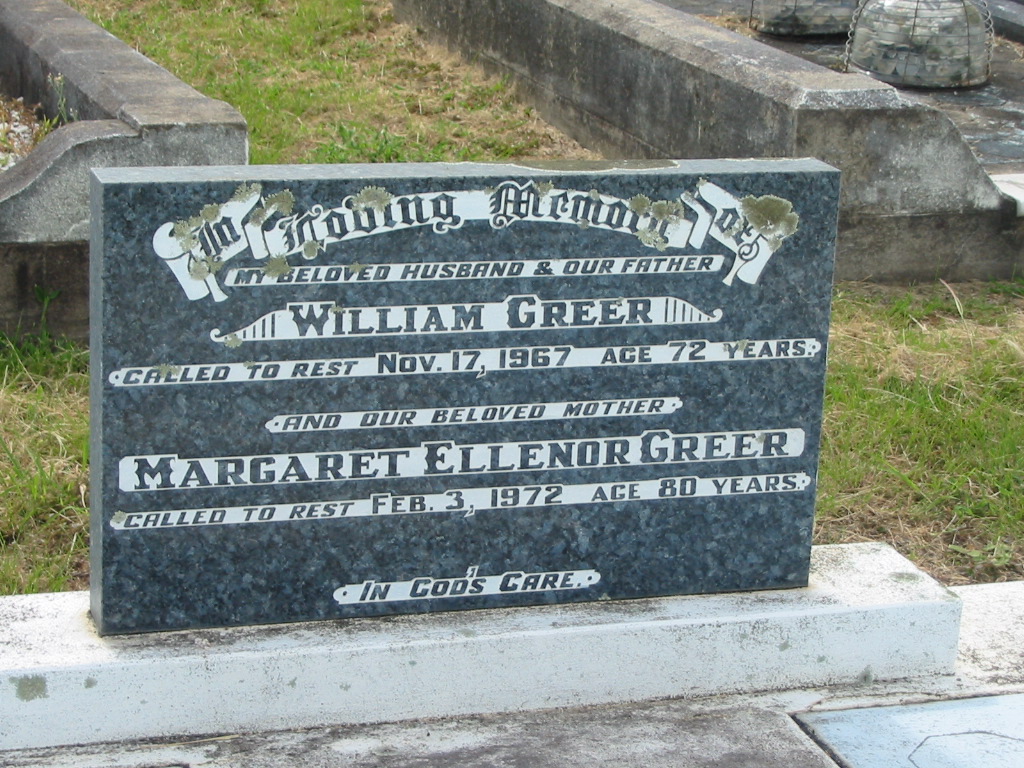 In Loving Memory of
MY BELOVED HUSBAND & OUR FATHER
WILLIAM GREER
CALLED TO REST NOV. 17, 1967 AGE 72 YEARS.
AND OUR BELOVED MOTHER
MARGARET ELLENOR GREER
CALLED TO REST FEB. 3, 1972 AGE 80 YEARS.
IN GOD'S CARE.